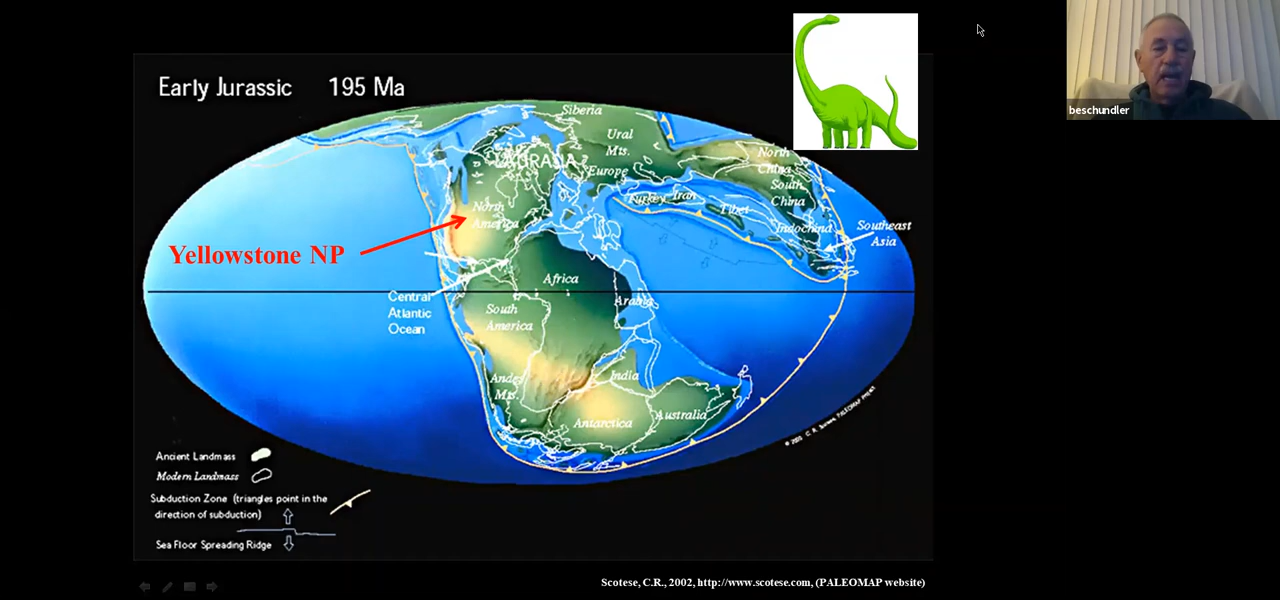 beschundler
Early Jurassic 195 Ma
Siberia
Ural
Mts.
EURASIA
Europe
North
China
South
China
Turkey
Iran
Tibet
Indochina
Southeast
Asia
North
America
Yellowstone NP
Africa
Arabia
Central
Atlantic
Ocean
South
America
Andes
Mts.
India
Antarctica
Australia
Ancient Landmass
Modern Landmass
Subduction Zone (triangles point in the
direction of subduction)
Sea Floor Spreading Ridge
Scotese, C.R., 2002, http://www.scotese.com, (PALEOMAP website)